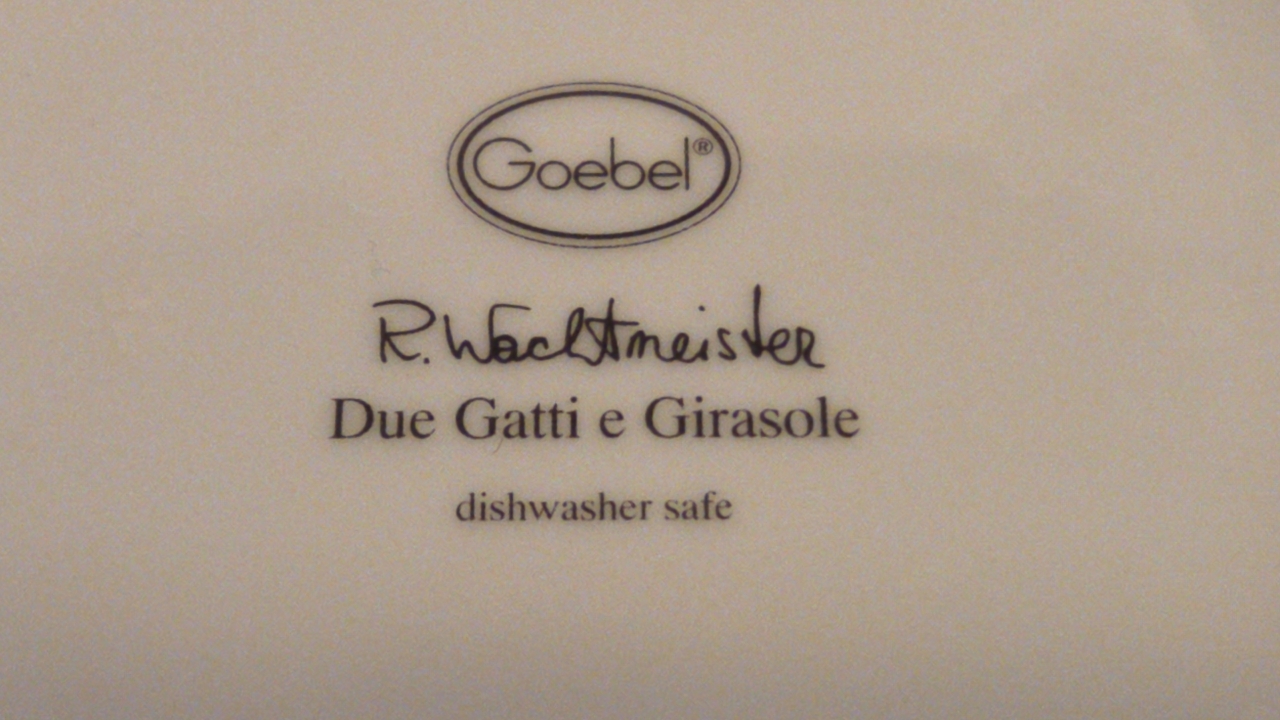 Goebel®
R. Wachtmeister
Due Gatti e Girasole
dishwasher safe